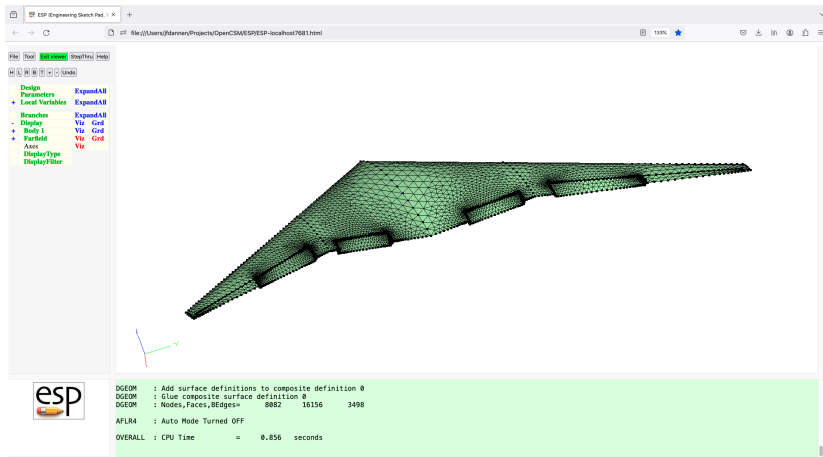 ESP (Engineering Sketch Pad, V
file:///Users/jfdannen/Projects/OpenCSM/ESP/ESP-localhost7681.html
133%
File Tool Exit viewer StepThru Help
H L R B T + - Undo
Design Parameters ExpandAll
+ Local Variables ExpandAll
Branches ExpandAll
- Display Viz Grd
+ Body 1 Viz Grd
+ Farfield Viz Grd
Axes Viz
DisplayType
DisplayFilter
esp
DGEOM : Add surface definitions to composite definition 0
DGEOM : Glue composite surface definition 0
DGEOM : Nodes,Faces,BEdges= 8082 16156 3498
AFLR4 : Auto Mode Turned OFF
OVERALL : CPU Time = 0.856 seconds